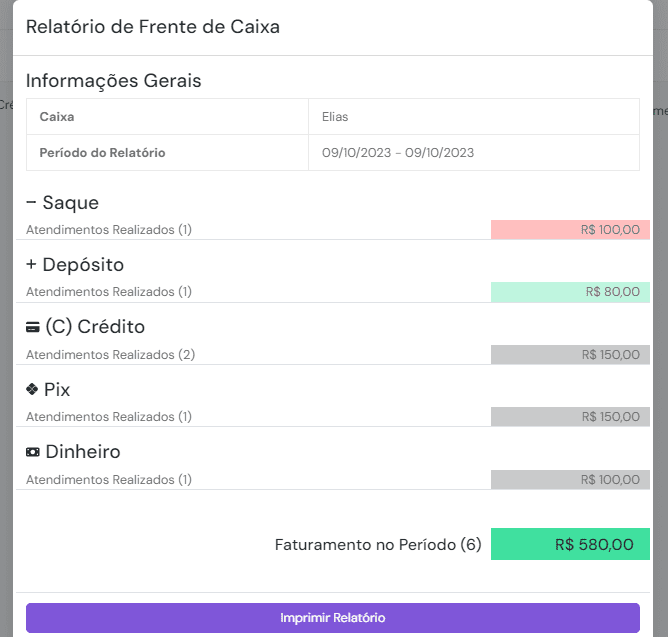 Relatório de Frente de Caixa
Informações Gerais
Caixa Elias
Período do Relatório 09/10/2023 - 09/10/2023
− Saque
Atendimentos Realizados (1) R$ 100,00
+ Depósito
Atendimentos Realizados (1) R$ 80,00
(C) Crédito
Atendimentos Realizados (2) R$ 150,00
Pix
Atendimentos Realizados (1) R$ 150,00
Dinheiro
Atendimentos Realizados (1) R$ 100,00
Faturamento no Período (6) R$ 580,00
Imprimir Relatório